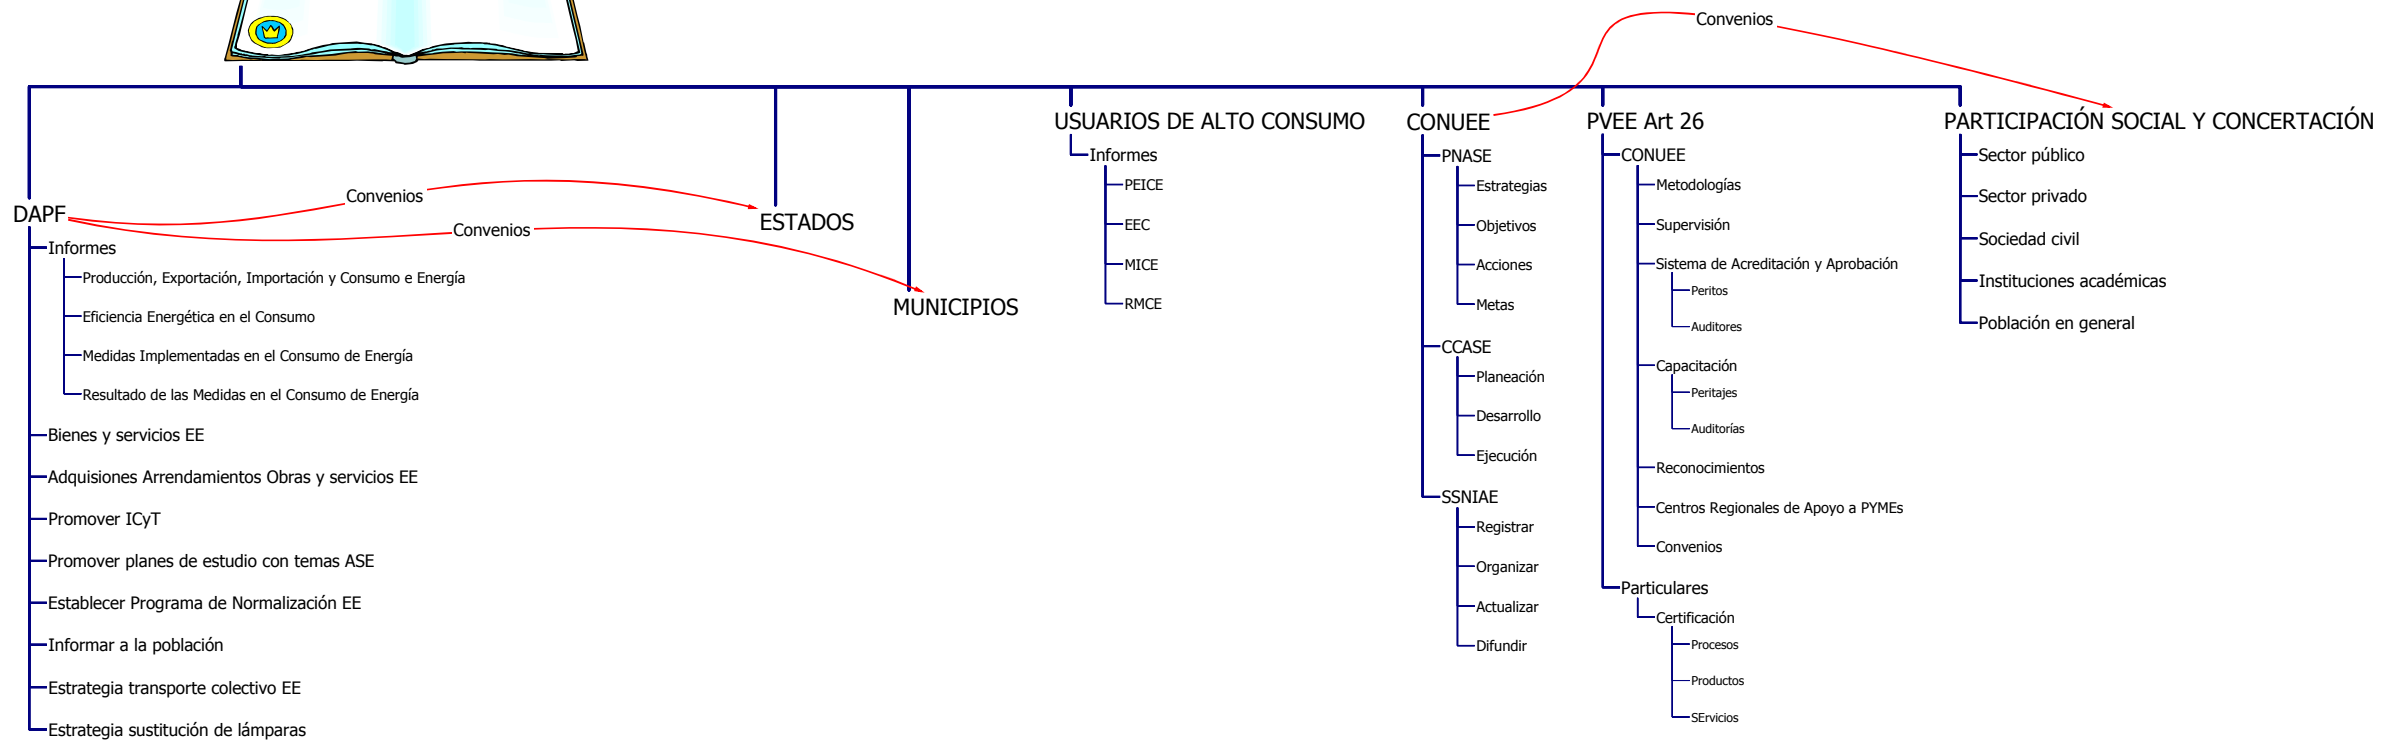 Convenios
USUARIOS DE ALTO CONSUMO
Informes
PEICE
EEC
MICE
RMCE
CONUEE
PNASE
Estrategias
Objetivos
Acciones
Metas
CCASE
Planeación
Desarrollo
Ejecución
SSNIAE
Registrar
Organizar
Actualizar
Difundir
PVEE Art 26
CONUEE
Metodologías
Supervisión
Sistema de Acreditación y Aprobación
Peritos
Auditores
Capacitación
Peritajes
Auditorías
Reconocimientos
Centros Regionales de Apoyo a PYMEs
Convenios
Particulares
Certificación
Procesos
Productos
SErvicios
PARTICIPACIÓN SOCIAL Y CONCERTACIÓN
Sector público
Sector privado
Sociedad civil
Instituciones académicas
Población en general
Convenios
Convenios
ESTADOS
MUNICIPIOS
DAPF
Informes
Producción, Exportación, Importación y Consumo e Energía
Eficiencia Energética en el Consumo
Medidas Implementadas en el Consumo de Energía
Resultado de las Medidas en el Consumo de Energía
Bienes y servicios EE
Adquisiones Arrendamientos Obras y servicios EE
Promover ICyT
Promover planes de estudio con temas ASE
Establecer Programa de Normalización EE
Informar a la población
Estrategia transporte colectivo EE
Estrategia sustitución de lámparas